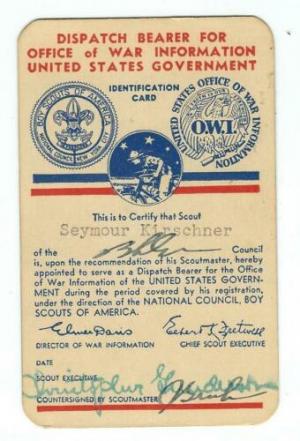 DISPATCH BEARER FOR
OFFICE of WAR INFORMATION
UNITED STATES GOVERNMENT
IDENTIFICATION
CARD
BOY SCOUTS OF AMERICA
NATIONAL COUNCIL NEW YORK
UNITED STATES OFFICE OF WAR INFORMATION
O.W.I.
This is to Certify that Scout
Seymour Kirschner
of the Council
is, upon the recommendation of his Scoutmaster, hereby
appointed to serve as a Dispatch Bearer for the Office
of War Information of the UNITED STATES GOVERN-
MENT during the period covered by his registration,
under the direction of the NATIONAL COUNCIL, BOY
SCOUTS OF AMERICA.
Elmer Davis
DIRECTOR OF WAR INFORMATION
CHIEF SCOUT EXECUTIVE
DATE
SCOUT EXECUTIVE
Christopher
COUNTERSIGNED BY SCOUTMASTER